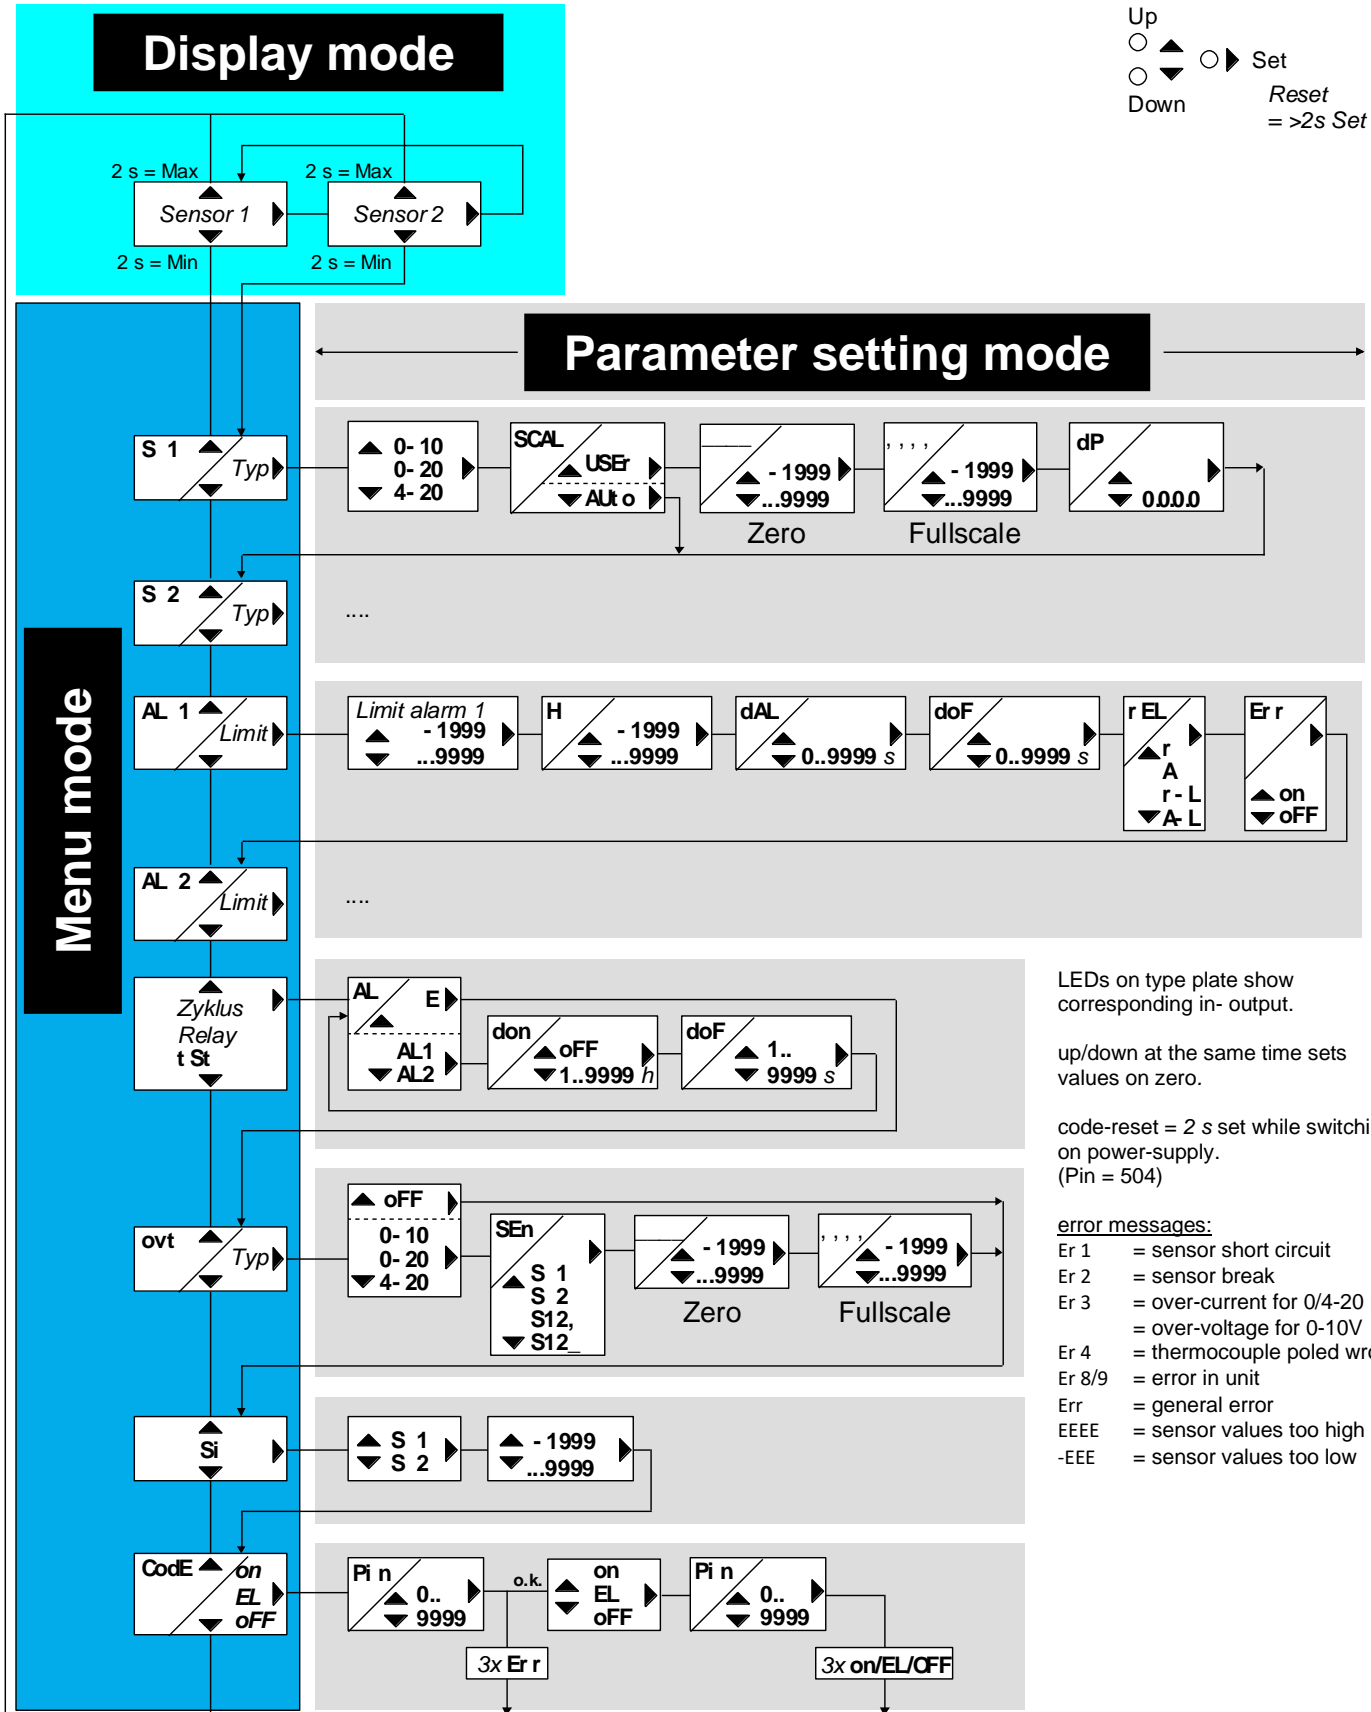 Display mode
Up
Set
Down
Reset
= >2s Set
2 s = Max
2 s = Max
Sensor 1
Sensor 2
2 s = Min
2 s = Min
Menu mode
Parameter setting mode
S 1
Typ
0-10
0-20
4-20
SCAL
USEr
AUto
____
-1999
...9999
Zero
, , , ,
-1999
...9999
Fullscale
dP
0.0.0.0
S 2
Typ
....
AL 1
Limit
Limit alarm 1
-1999
...9999
H
-1999
...9999
dAL
0..9999 s
doF
0..9999 s
rEL
r
A
r-L
A-L
Err
on
oFF
AL 2
Limit
....
Zyklus
Relay
tSt
AL
E
AL1
AL2
don
oFF
1..9999 h
doF
1..
9999 s
LEDs on type plate show
corresponding in- output.
up/down at the same time sets
values on zero.
code-reset = 2 s set while switchi
on power-supply.
(Pin = 504)
ovt
Typ
oFF
0-10
0-20
4-20
SEn
S 1
S 2
S12,
S12_
____
-1999
...9999
Zero
, , , ,
-1999
...9999
Fullscale
error messages:
Er 1 = sensor short circuit
Er 2 = sensor break
Er 3 = over-current for 0/4-20
= over-voltage for 0-10V
Er 4 = thermocouple poled wro
Er 8/9 = error in unit
Err = general error
EEEE = sensor values too high
-EEE = sensor values too low
Si
S 1
S 2
-1999
...9999
CodE
on
EL
oFF
Pin
0..
9999
o.k.
on
EL
oFF
Pin
0..
9999
3x Err
3x on/EL/OFF